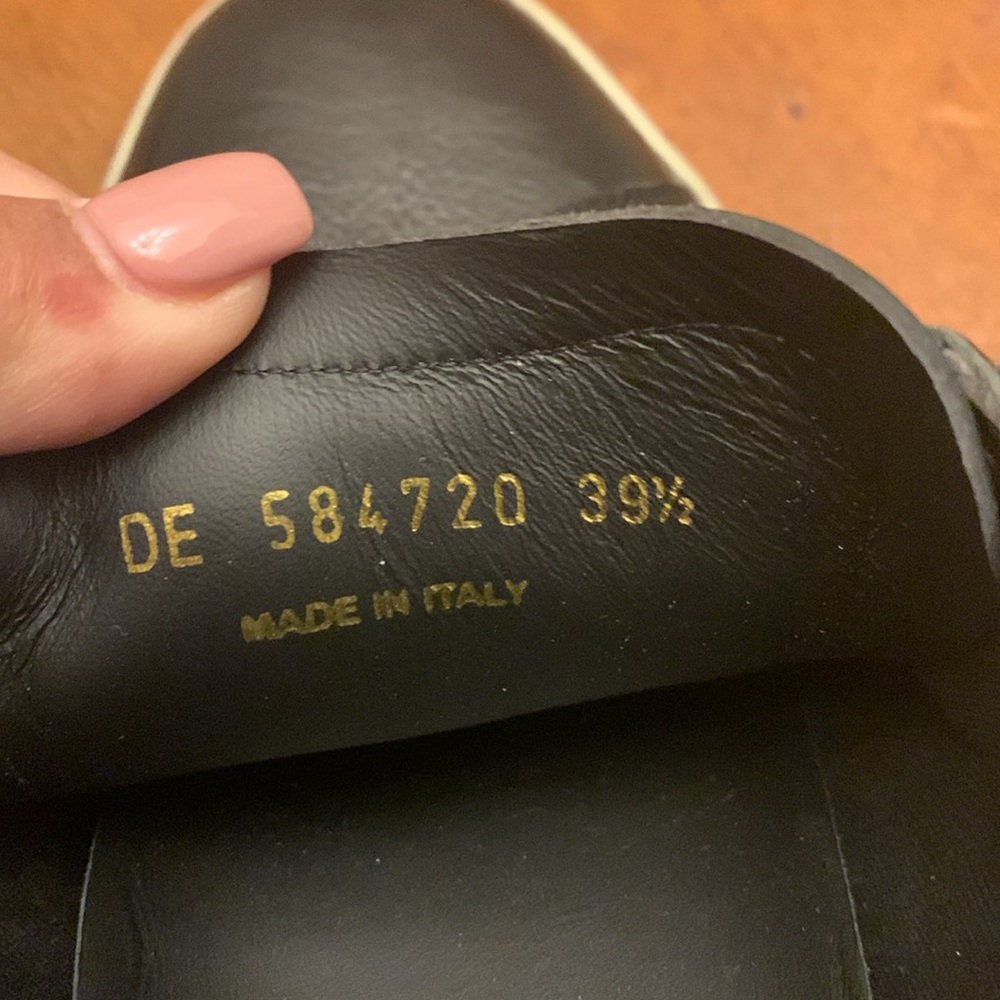 DE 584720 39½
MADE IN ITALY